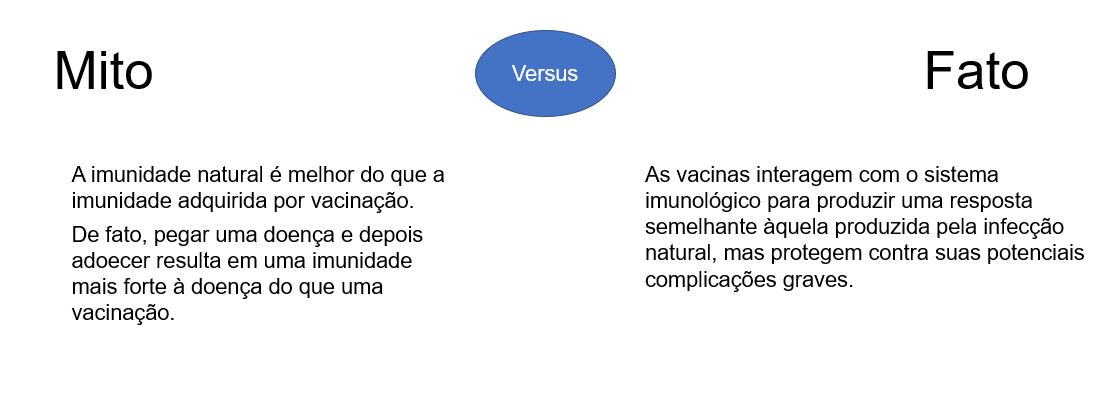 Mito
Versus
Fato
A imunidade natural é melhor do que a
imunidade adquirida por vacinação.
De fato, pegar uma doença e depois
adoecer resulta em uma imunidade
mais forte à doença do que uma
vacinação.
As vacinas interagem com o sistema
imunológico para produzir uma resposta
semelhante àquela produzida pela infecção
natural, mas protegem contra suas potenciais
complicações graves.